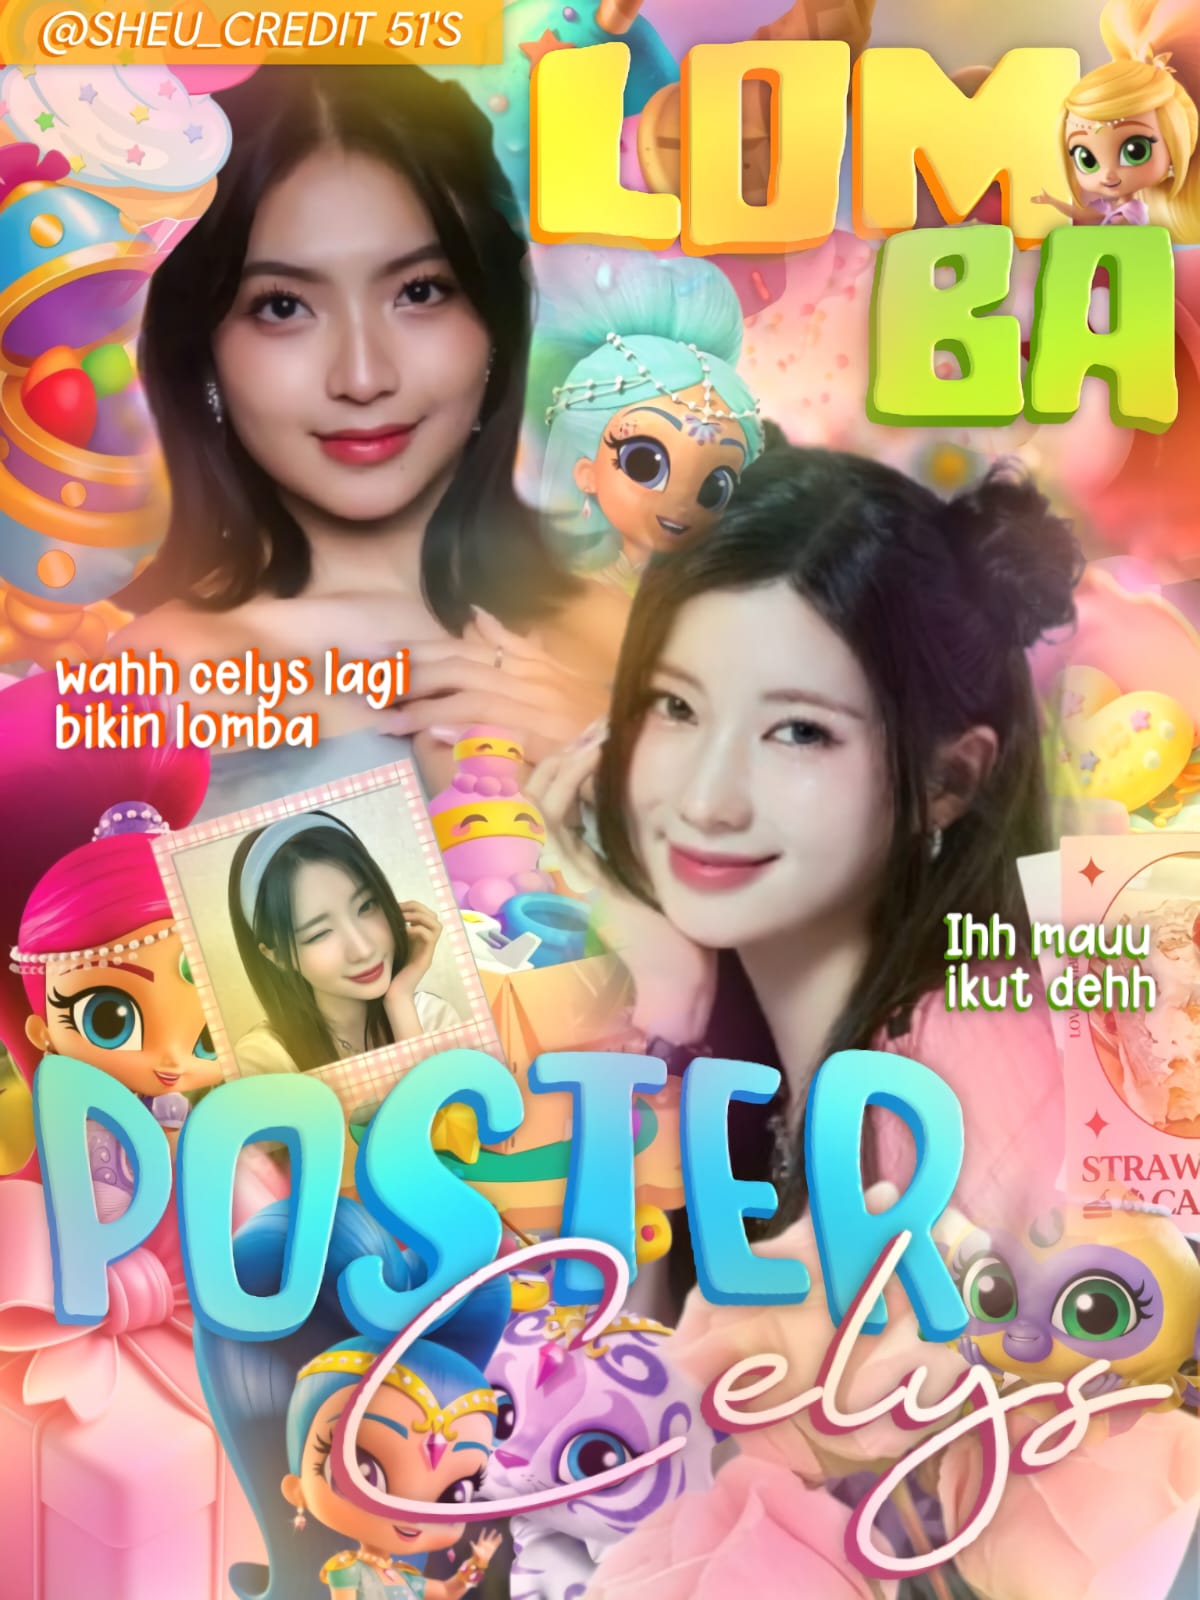 @SHEU_CREDIT 51'S
LOM
BA
wahh celys lagi
bikin lomba
Ihh mauu
ikut dehh
POSTER
Celys
STRAW
CA